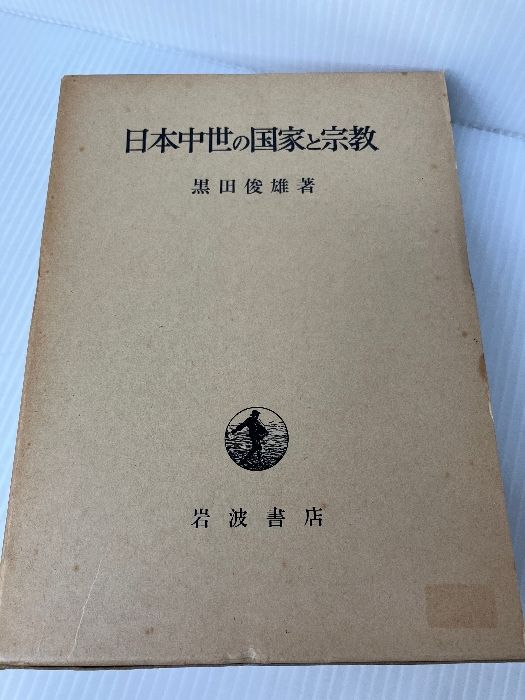 日本中世の国家と宗教
黒田俊雄著
岩波書店